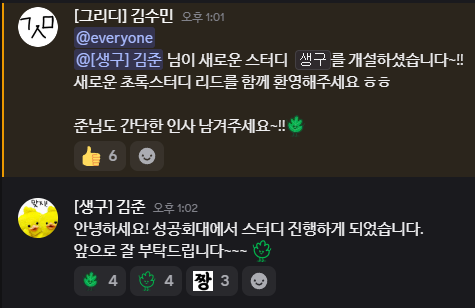 ㄱㅅㅁ
[그리디] 김수민 오후 1:01
@everyone
@[생구] 김준 님이 새로운 스터디 생구 를 개설하셨습니다~!!
새로운 초록스터디 리드를 함께 환영해주세요 ㅎㅎ
준님도 간단한 인사 남겨주세요~!!
6
[생구] 김준 오후 1:02
안녕하세요! 성공회대에서 스터디 진행하게 되었습니다.
앞으로 잘 부탁드립니다~~~
4 4 짱 3